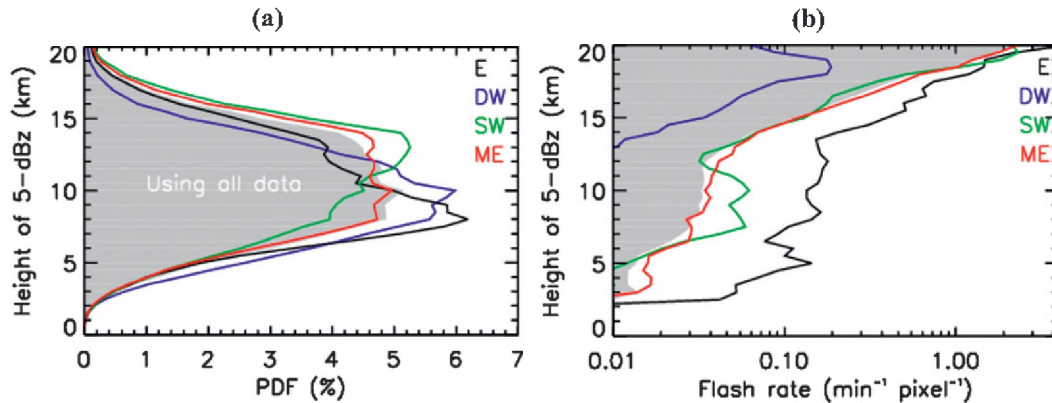 (a)
20
15
10
5
0
Height of 5-dBz (km)
Using all data
E
DW
SW
ME
0 1 2 3 4 5 6 7
PDF (%)
(b)
20
15
10
5
0
Height of 5-dBz (km)
E
DW
SW
ME
0.01 0.10 1.00
Flash rate (min⁻¹ pixel⁻¹)